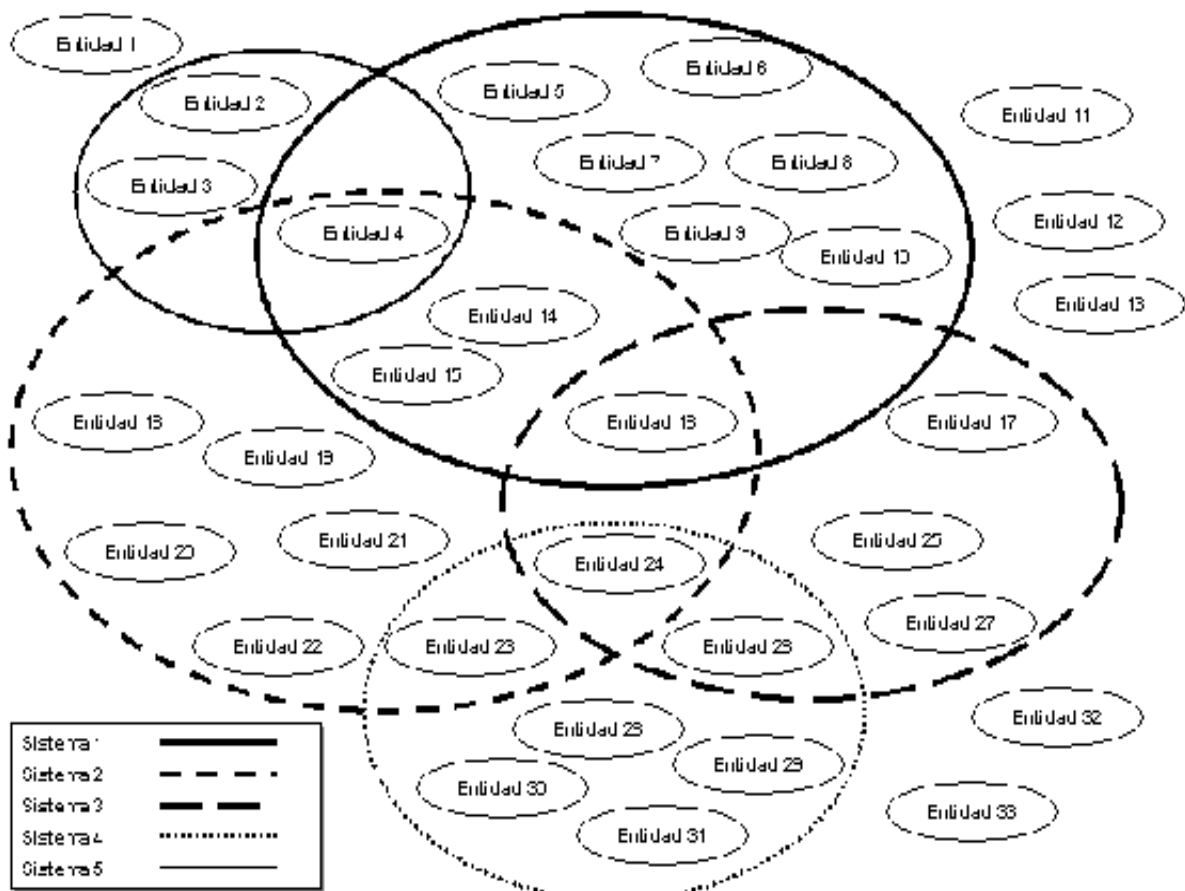 Entidad 1
Entidad 2
Entidad 3
Entidad 4
Entidad 5
Entidad 6
Entidad 7
Entidad 8
Entidad 9
Entidad 10
Entidad 11
Entidad 12
Entidad 13
Entidad 14
Entidad 15
Entidad 18
Entidad 16
Entidad 17
Entidad 19
Entidad 20
Entidad 21
Entidad 24
Entidad 25
Entidad 22
Entidad 23
Entidad 26
Entidad 27
Entidad 28
Entidad 29
Entidad 30
Entidad 31
Entidad 32
Entidad 33
Sistema 1
Sistema 2
Sistema 3
Sistema 4
Sistema 5